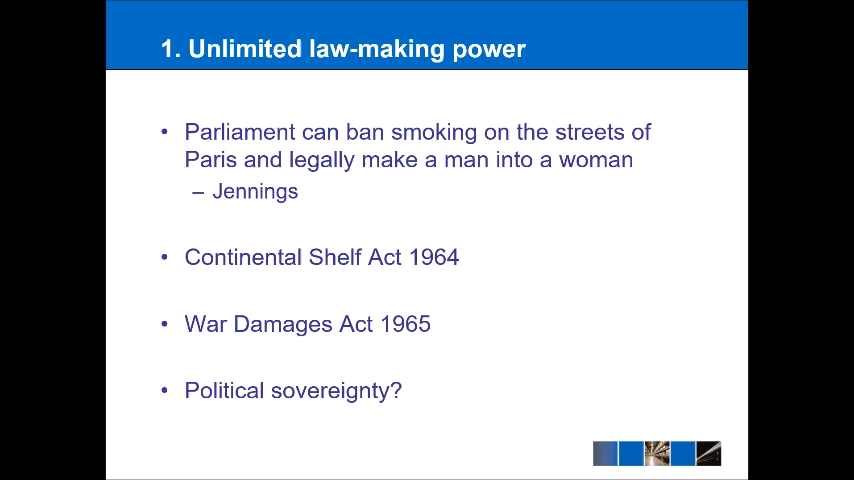 1. Unlimited law-making power
• Parliament can ban smoking on the streets of
Paris and legally make a man into a woman
– Jennings
• Continental Shelf Act 1964
• War Damages Act 1965
• Political sovereignty?